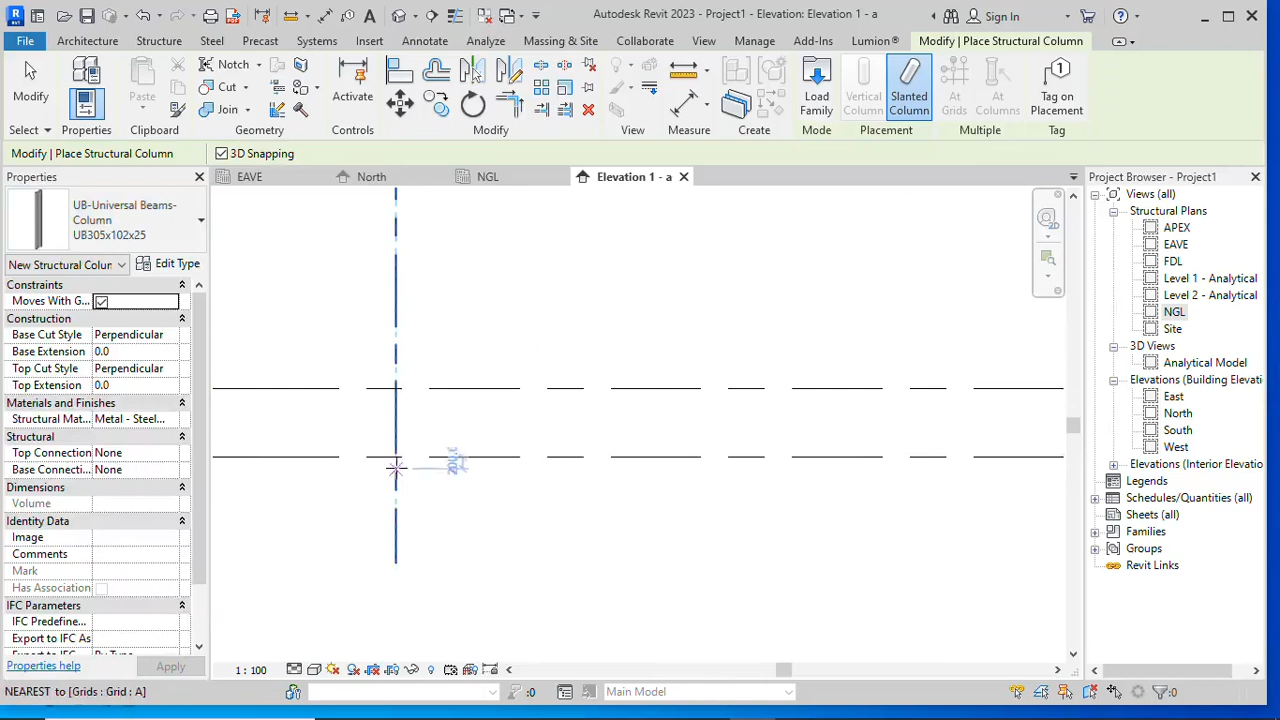 Autodesk Revit 2023 - Project1 - Elevation: Elevation 1 - a
Sign In
File
Architecture
Structure
Steel
Precast
Systems
Insert
Annotate
Analyze
Massing & Site
Collaborate
View
Manage
Add-Ins
Lumion®
Modify | Place Structural Column
Modify
Paste
Notch
Cut
Join
Activate
Load Family
Vertical Column
Slanted Column
At Grids
At Columns
Tag on Placement
Select
Properties
Clipboard
Geometry
Controls
Modify
View
Measure
Create
Mode
Placement
Multiple
Tag
Modify | Place Structural Column
3D Snapping
Properties
EAVE
North
NGL
Elevation 1 - a
Project Browser - Project1
UB-Universal Beams-
Column
UB305x102x25
New Structural Colur
Edit Type
Constraints
Moves With G...
Construction
Base Cut Style Perpendicular
Base Extension 0.0
Top Cut Style Perpendicular
Top Extension 0.0
Materials and Finishes
Structural Mat... Metal - Steel...
Structural
Top Connection None
Base Connecti... None
Dimensions
Volume
Identity Data
Image
Comments
Mark
Has Association
IFC Parameters
IFC Predefine...
Export to IFC As
Properties help
Apply
2D
Views (all)
Structural Plans
APEX
EAVE
FDL
Level 1 - Analytical
Level 2 - Analytical
NGL
Site
3D Views
Analytical Model
Elevations (Building Elevati
East
North
South
West
Elevations (Interior Elevatio
Legends
Schedules/Quantities (all)
Sheets (all)
Families
Groups
Revit Links
1 : 100
NEAREST to [Grids : Grid : A]
:0
Main Model
:0